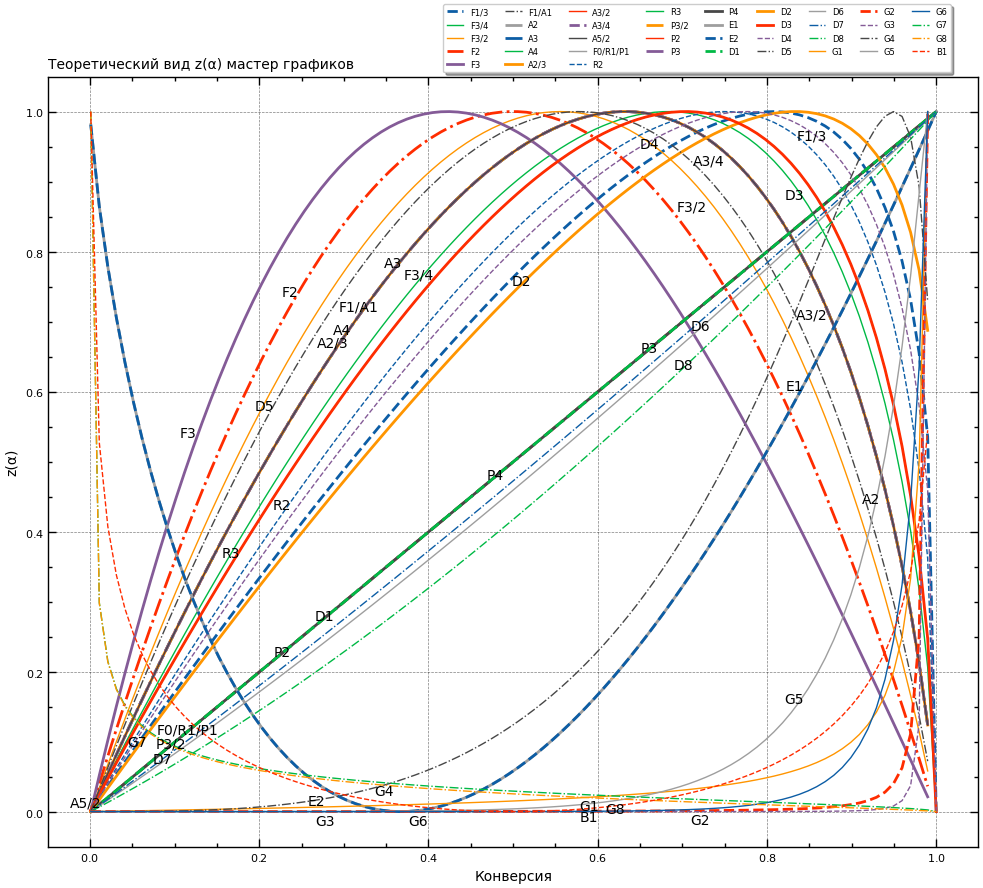 F1/3 F1/A1 A3/2 R3 P4 D2 D6 G2 G6
F3/4 A2 A3/4 P3/2 E1 D3 D7 G3 G7
F3/2 A3 A5/2 P2 E2 D4 D8 G4 G8
F2 A4 F0/R1/P1 P3 D1 D5 G1 G5 B1
F3 A2/3 R2
Теоретический вид z(α) мастер графиков
1.0
F1/3
D4
A3/4
D3
F3/2
0.8
A3
F3/4
D2
F2
F1/A1
A3/2
A4
A2/3
D6
P3
D8
0.6
E1
D5
F3
z(α)
P4
A2
R2
0.4
R3
D1
P2
0.2
G5
F0/R1/P1
G7
P3/2
D7
G4
A5/2
E2
G1
G8
0.0
G3
G6
B1
G2
0.0 0.2 0.4 0.6 0.8 1.0
Конверсия